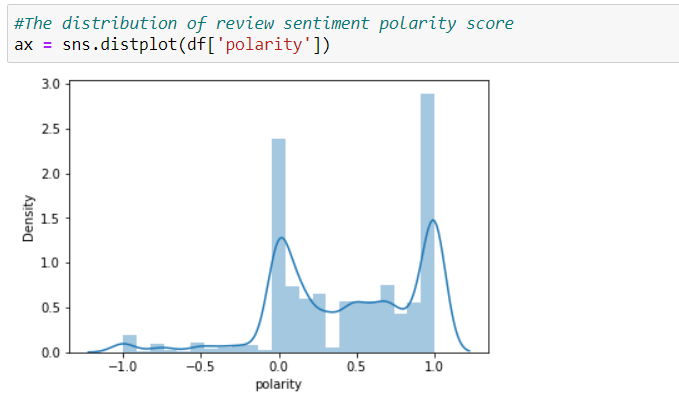 #The distribution of review sentiment polarity score
ax = sns.distplot(df['polarity'])
3.0
2.5
2.0
1.5
1.0
0.5
0.0
Density
−1.0 −0.5 0.0 0.5 1.0
polarity